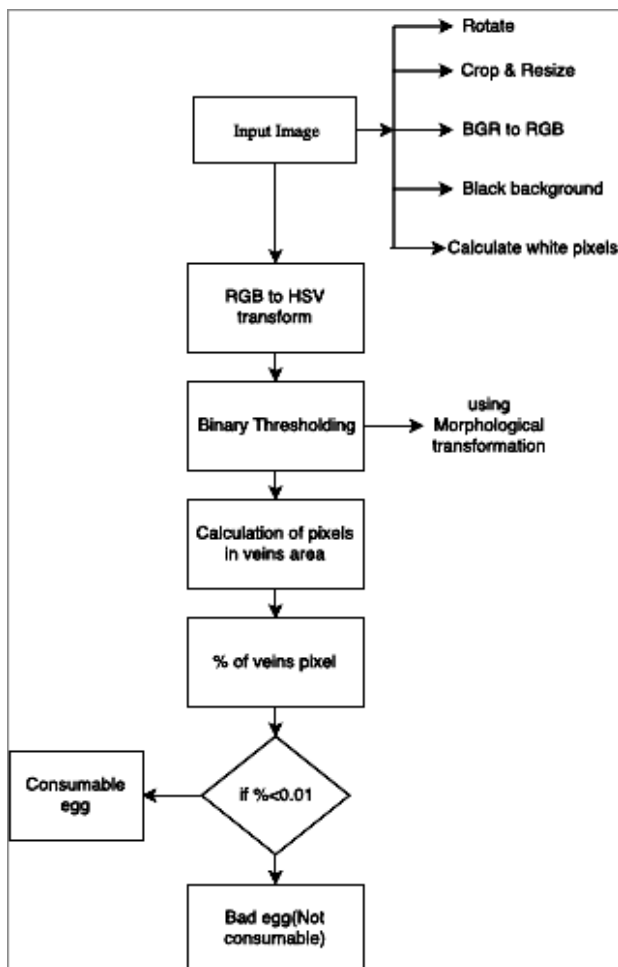 Rotate
Crop & Resize
Input Image
BGR to RGB
Black background
Calculate white pixels
RGB to HSV
transform
Binary Thresholding
using
Morphological
transformation
Calculation of pixels
in veins area
% of veins pixel
Consumable
egg
if %<0.01
Bad egg(Not
consumable)